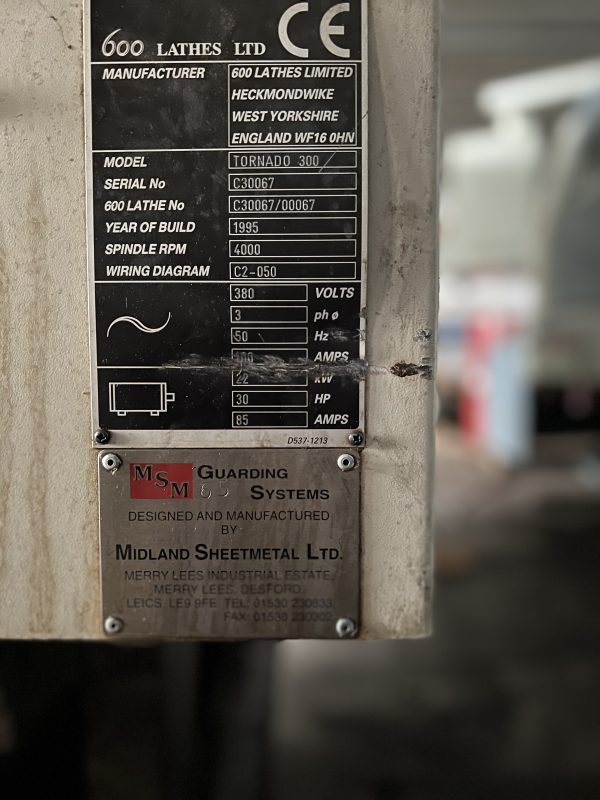 600 LATHES LTD CE
MANUFACTURER 600 LATHES LIMITED
HECKMONDWIKE
WEST YORKSHIRE
ENGLAND WF16 0HN
MODEL TORNADO 300
SERIAL No C30067
600 LATHE No C30067/00067
YEAR OF BUILD 1995
SPINDLE RPM 4000
WIRING DIAGRAM C2-050
380 VOLTS
3 ph ø
50 Hz
AMPS
22 kW
30 HP
85 AMPS
D537-1213
MSM GUARDING
SYSTEMS
DESIGNED AND MANUFACTURED
BY
MIDLAND SHEETMETAL LTD.
MERRY LEES INDUSTRIAL ESTATE,
MERRY LEES, DESFORD,
LEICS LE9 9FE TEL: 01530 230833
FAX: 01530 230302